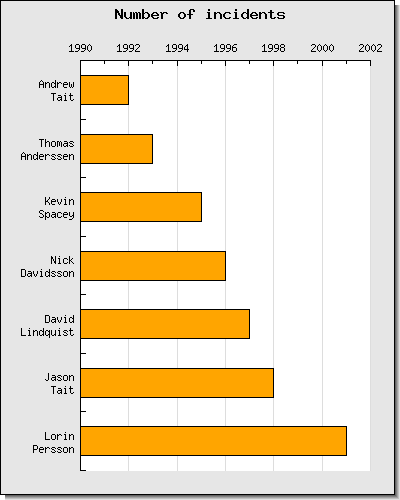 Number of incidents
1990 1992 1994 1996 1998 2000 2002
Andrew
Tait
Thomas
Anderssen
Kevin
Spacey
Nick
Davidsson
David
Lindquist
Jason
Tait
Lorin
Persson